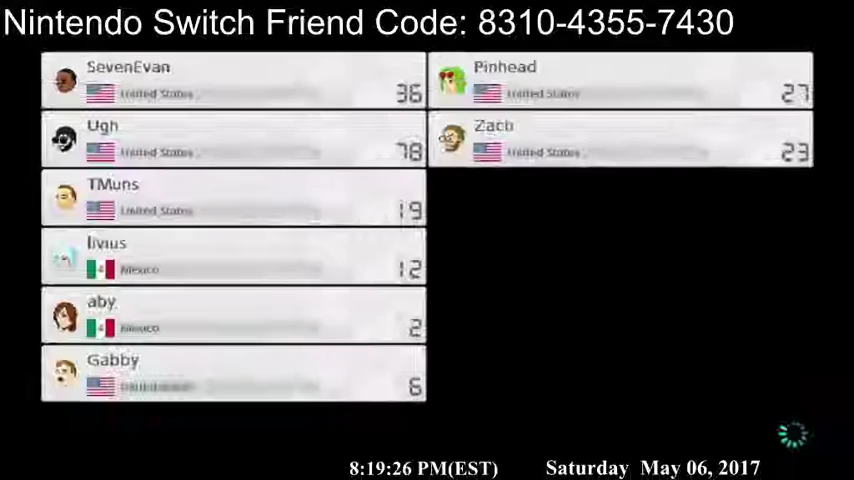 Nintendo Switch Friend Code: 8310-4355-7430
SevenEvan
United States
36
Ugh
United States
78
TMuns
United States
19
livius
Mexico
12
aby
Mexico
2
Gabby
6
Pinhead
United States
27
Zach
United States
23
8:19:26 PM(EST) Saturday May 06, 2017